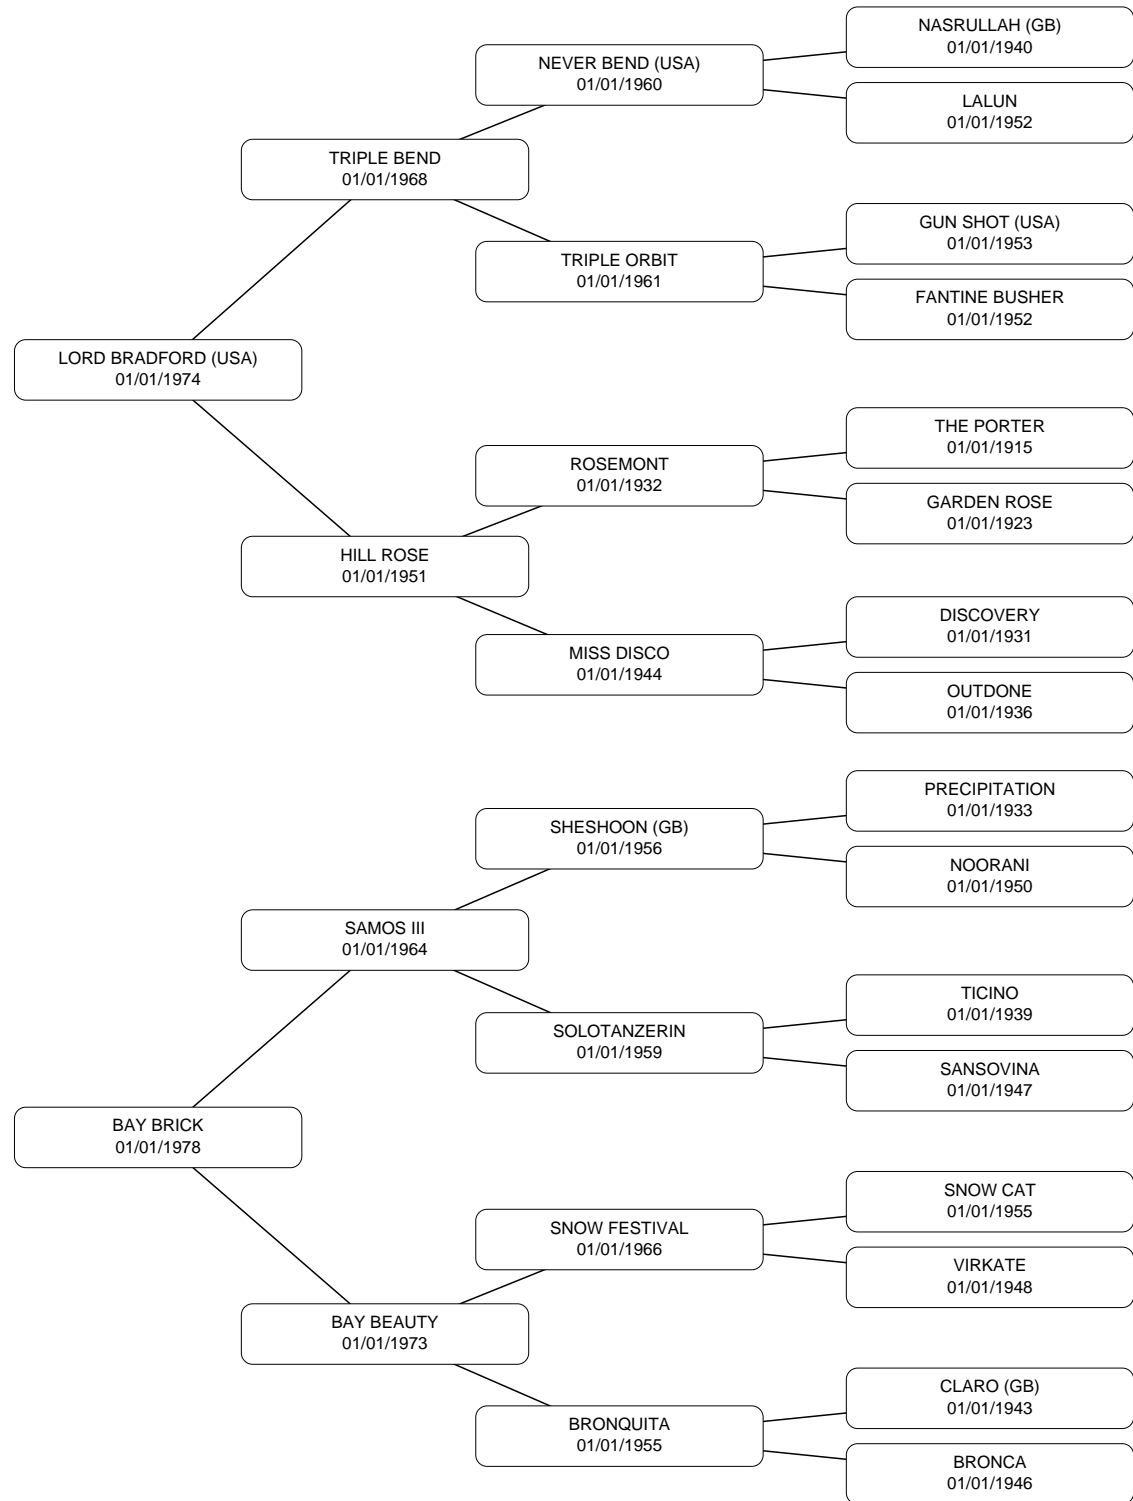 NASRULLAH (GB)
01/01/1940
NEVER BEND (USA)
01/01/1960
LALUN
01/01/1952
TRIPLE BEND
01/01/1968
GUN SHOT (USA)
01/01/1953
TRIPLE ORBIT
01/01/1961
FANTINE BUSHER
01/01/1952
LORD BRADFORD (USA)
01/01/1974
THE PORTER
01/01/1915
ROSEMONT
01/01/1932
GARDEN ROSE
01/01/1923
HILL ROSE
01/01/1951
DISCOVERY
01/01/1931
MISS DISCO
01/01/1944
OUTDONE
01/01/1936
PRECIPITATION
01/01/1933
SHESHOON (GB)
01/01/1956
NOORANI
01/01/1950
SAMOS III
01/01/1964
TICINO
01/01/1939
SOLOTANZERIN
01/01/1959
SANSOVINA
01/01/1947
BAY BRICK
01/01/1978
SNOW CAT
01/01/1955
SNOW FESTIVAL
01/01/1966
VIRKATE
01/01/1948
BAY BEAUTY
01/01/1973
CLARO (GB)
01/01/1943
BRONQUITA
01/01/1955
BRONCA
01/01/1946